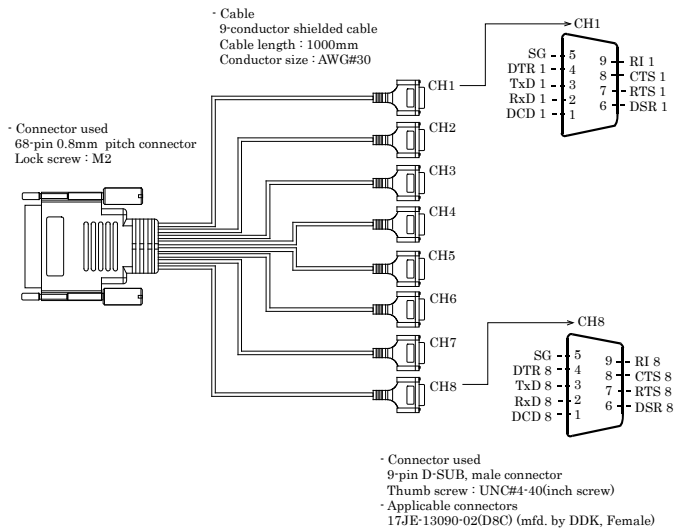 - Cable
9-conductor shielded cable
Cable length : 1000mm
Conductor size : AWG#30
CH1
SG 5
DTR 1 4
TxD 1 3
RxD 1 2
DCD 1 1
9 RI 1
8 CTS 1
7 RTS 1
6 DSR 1
- Connector used
68-pin 0.8mm pitch connector
Lock screw : M2
CH1
CH2
CH3
CH4
CH5
CH6
CH7
CH8
CH8
SG 5
DTR 8 4
TxD 8 3
RxD 8 2
DCD 8 1
9 RI 8
8 CTS 8
7 RTS 8
6 DSR 8
- Connector used
9-pin D-SUB, male connector
Thumb screw : UNC#4-40(inch screw)
- Applicable connectors
17JE-13090-02(D8C) (mfd. by DDK, Female)